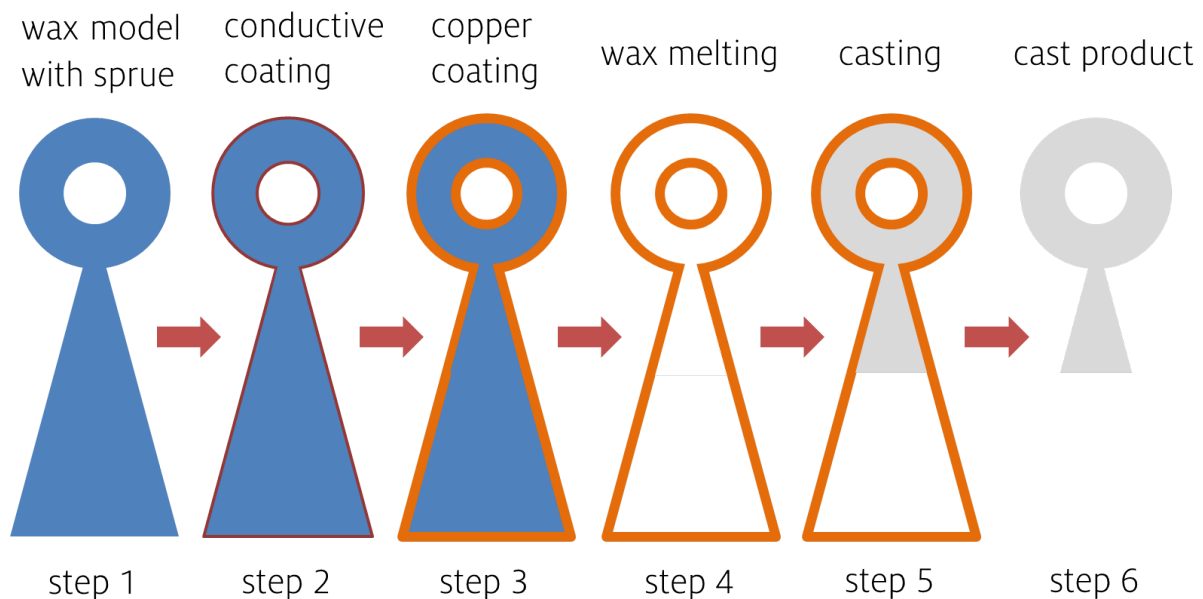 wax model
with sprue
conductive
coating
copper
coating
wax melting
casting
cast product
step 1
step 2
step 3
step 4
step 5
step 6